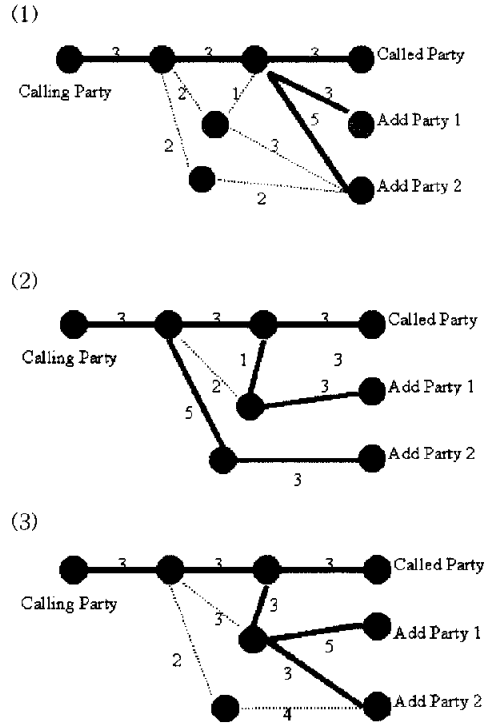 (1)
3 3 3 Called Party
Calling Party 2 1 3
5 Add Party 1
2 3
2 Add Party 2
(2)
3 3 3 Called Party
Calling Party 1 3
2 3 Add Party 1
5
Add Party 2
3
(3)
3 3 3 Called Party
Calling Party 3 3
5 Add Party 1
2 3
4 Add Party 2